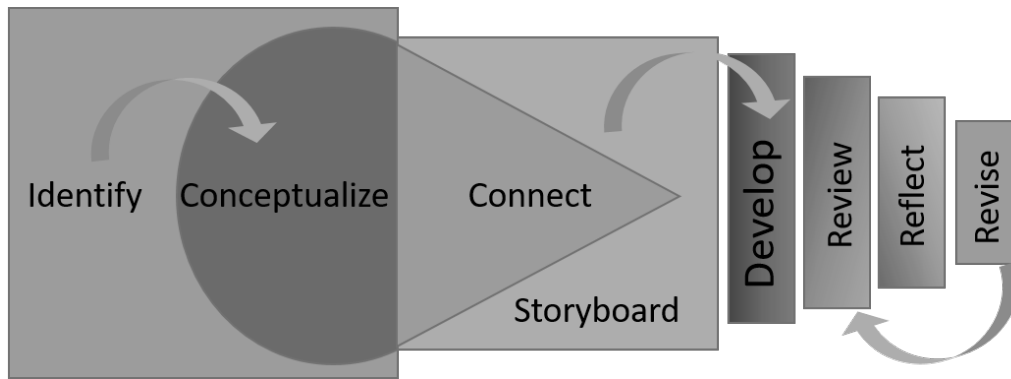 Identify
Conceptualize
Connect
Storyboard
Develop
Review
Reflect
Revise